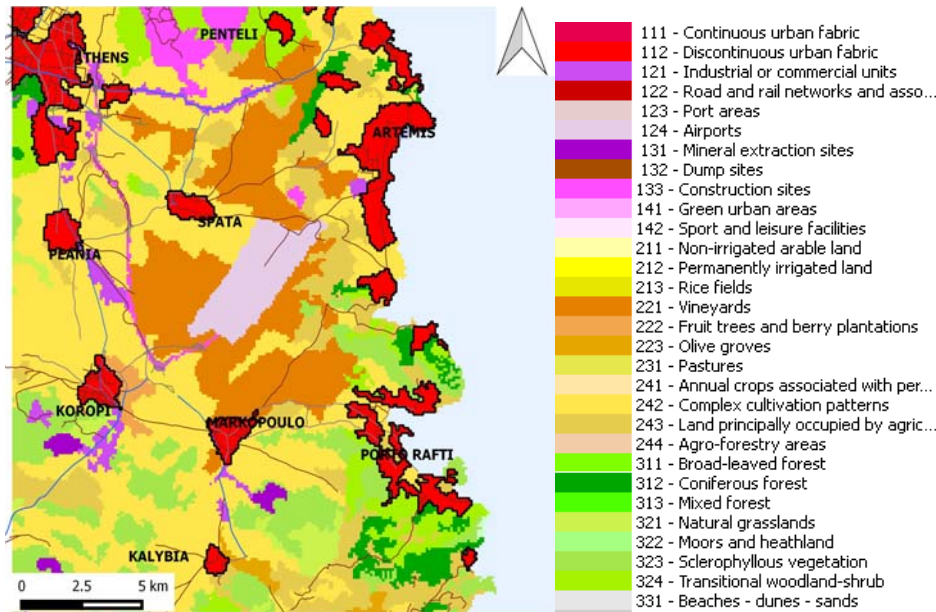 PENTELI
ATHENS
ARTEMIS
SPATA
PEANIA
KOROPI
MARKOPOULO
PORTO RAFTI
KALYBIA
0 2.5 5 km
111 - Continuous urban fabric
112 - Discontinuous urban fabric
121 - Industrial or commercial units
122 - Road and rail networks and asso...
123 - Port areas
124 - Airports
131 - Mineral extraction sites
132 - Dump sites
133 - Construction sites
141 - Green urban areas
142 - Sport and leisure facilities
211 - Non-irrigated arable land
212 - Permanently irrigated land
213 - Rice fields
221 - Vineyards
222 - Fruit trees and berry plantations
223 - Olive groves
231 - Pastures
241 - Annual crops associated with per...
242 - Complex cultivation patterns
243 - Land principally occupied by agric...
244 - Agro-forestry areas
311 - Broad-leaved forest
312 - Coniferous forest
313 - Mixed forest
321 - Natural grasslands
322 - Moors and heathland
323 - Sclerophyllous vegetation
324 - Transitional woodland-shrub
331 - Beaches - dunes - sands